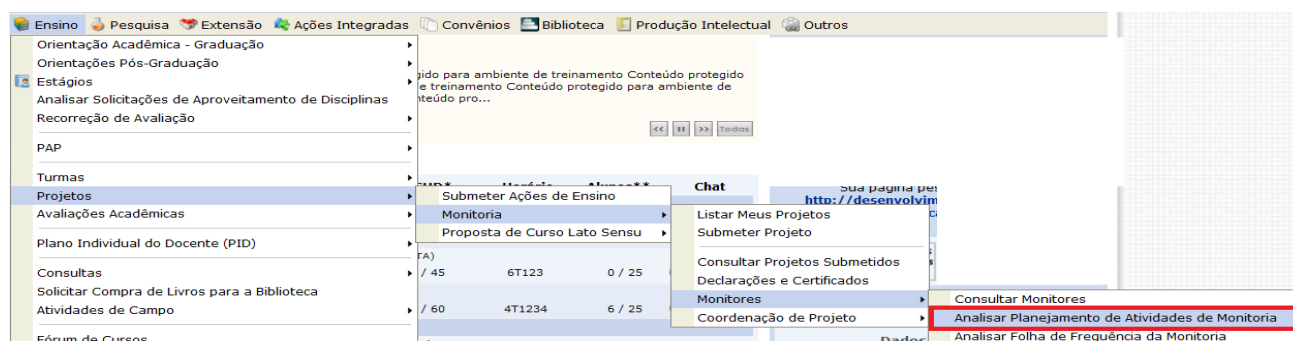 Ensino Pesquisa Extensão Ações Integradas Convênios Biblioteca Produção Intelectual Outros
Orientação Acadêmica - Graduação
Orientações Pós-Graduação
Estágios
Analisar Solicitações de Aproveitamento de Disciplinas
Recorreção de Avaliação
PAP
Turmas
Projetos
Avaliações Acadêmicas
Plano Individual do Docente (PID)
Consultas
Solicitar Compra de Livros para a Biblioteca
Atividades de Campo
Fórum de Cursos
para ambiente de treinamento Conteúdo protegido
e treinamento Conteúdo protegido para ambiente de
pro...
<< II >> Todas
Chat
Submeter Ações de Ensino
Monitoria
Proposta de Curso Lato Sensu
/ 45 6T123 0 / 25
/ 60 4T1234 6 / 25
Sua página
http://desenvolvim
Listar Meus Projetos
Submeter Projeto
Consultar Projetos Submetidos
Declarações e Certificados
Monitores
Coordenação de Projeto
Dados
Consultar Monitores
Analisar Planejamento de Atividades de Monitoria
Analisar Folha de Frequência da Monitoria